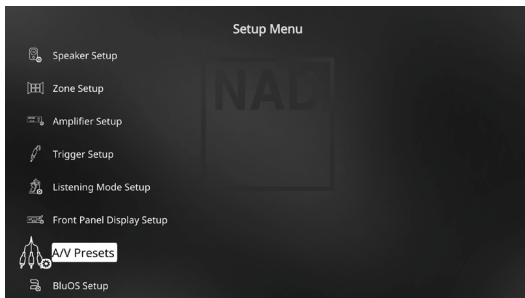 Setup Menu
Speaker Setup
Zone Setup
NAD
Amplifier Setup
Trigger Setup
Listening Mode Setup
Front Panel Display Setup
A/V Presets
BluOS Setup